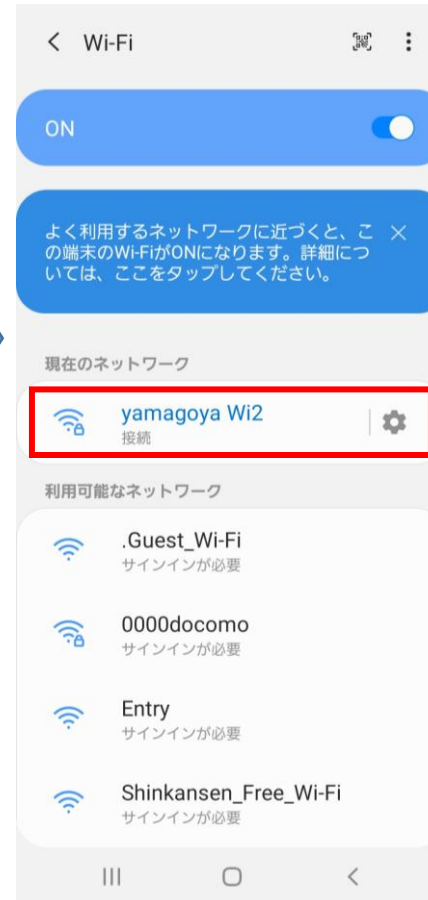 Wi-Fi
ON
よく利用するネットワークに近づくと、こ
の端末のWi-FiがONになります。詳細につ
いては、ここをタップしてください。
現在のネットワーク
yamagoya Wi2
接続
利用可能なネットワーク
.Guest_Wi-Fi
サインインが必要
0000docomo
サインインが必要
Entry
サインインが必要
Shinkansen_Free_Wi-Fi
サインインが必要